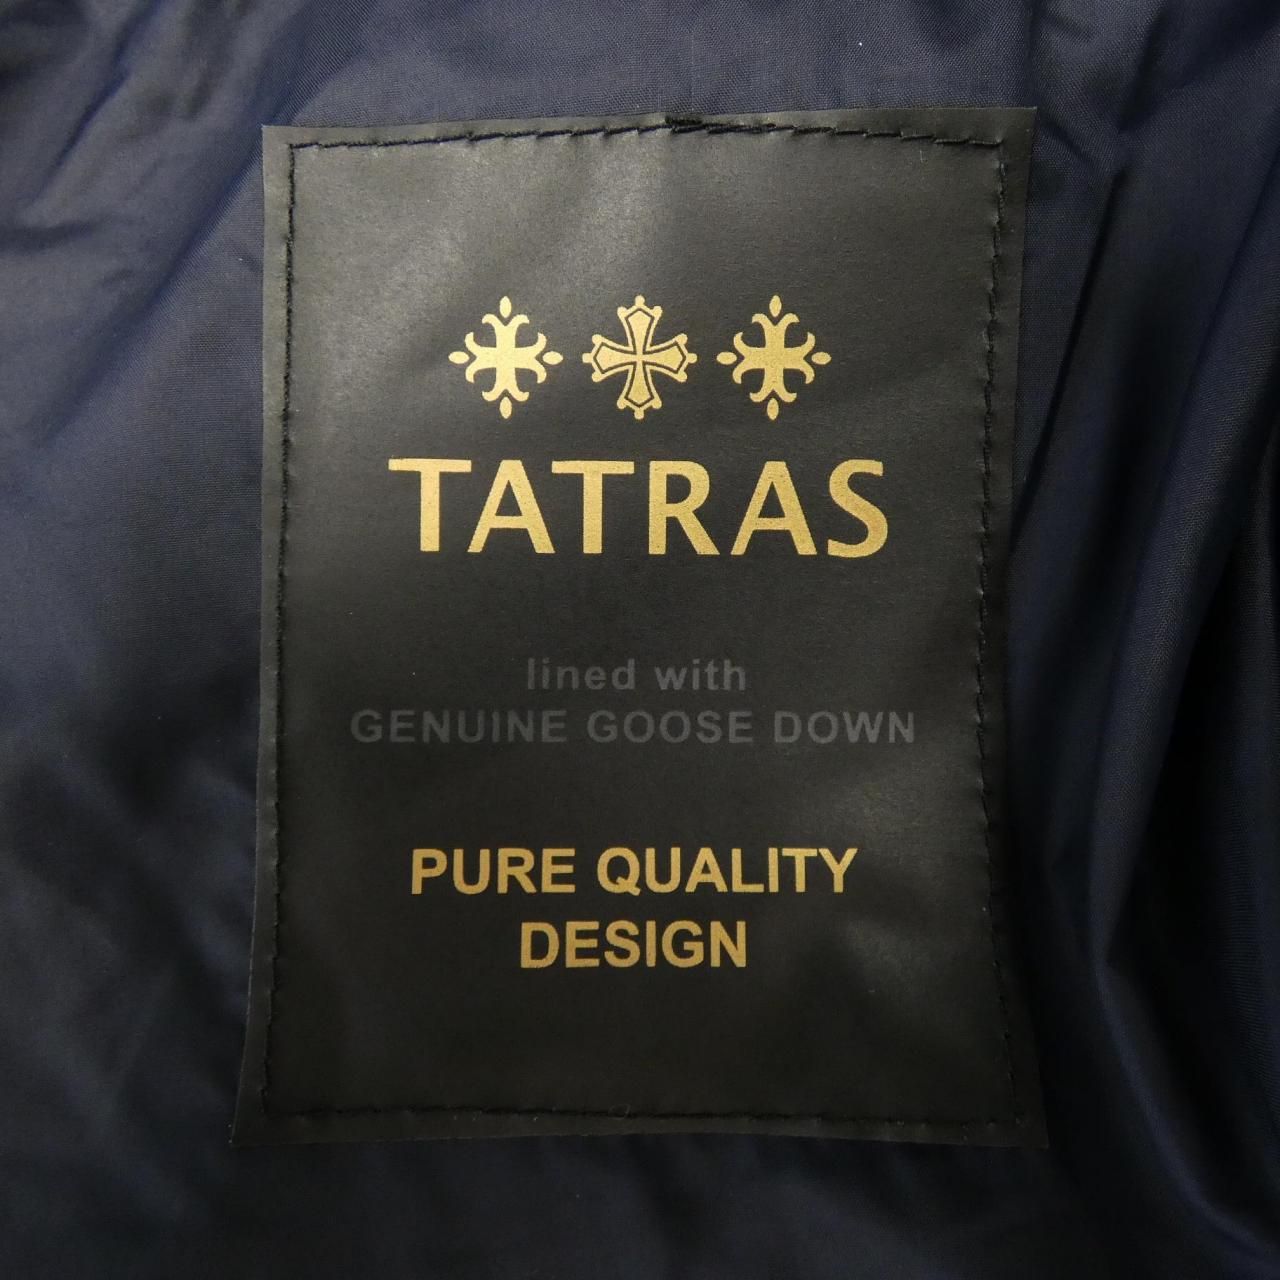 TATRAS
lined with
GENUINE GOOSE DOWN
PURE QUALITY
DESIGN